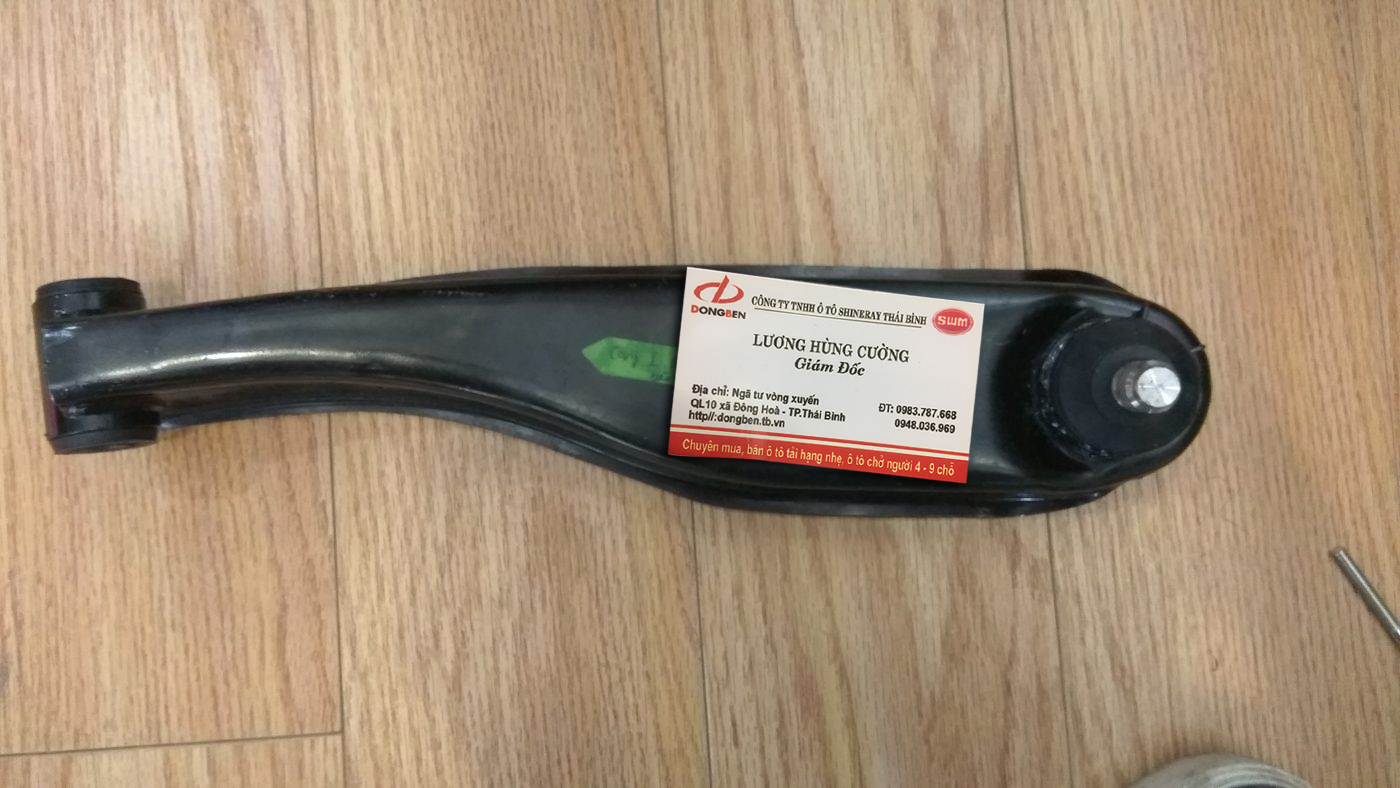 DONGBEN
CÔNG TY TNHH Ô TÔ SHINERAY THÁI BÌNH
SWM
LƯƠNG HÙNG CƯỜNG
Giám Đốc
Địa chỉ: Ngã tư vòng xuyến
QL10 xã Đông Hoà - TP.Thái Bình
http//:dongben.tb.vn
ĐT: 0983.787.668
0948.036.969
Chuyên mua, bán ô tô tải hạng nhẹ, ô tô chở người 4 - 9 chỗ